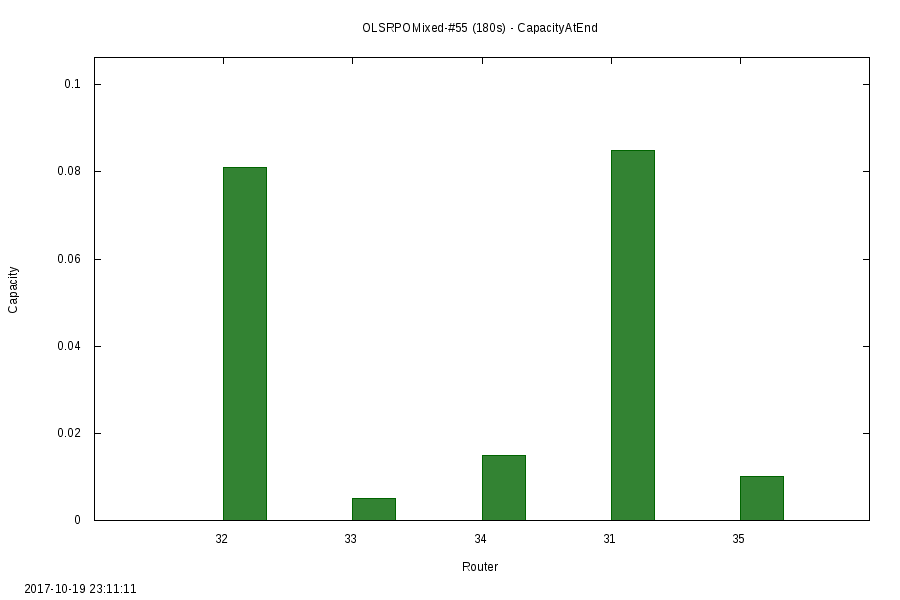 OLSRPOMixed-#55 (180s) - CapacityAtEnd
0.1
0.08
0.06
0.04
0.02
0
Capacity
32 33 34 31 35
Router
2017-10-19 23:11:11